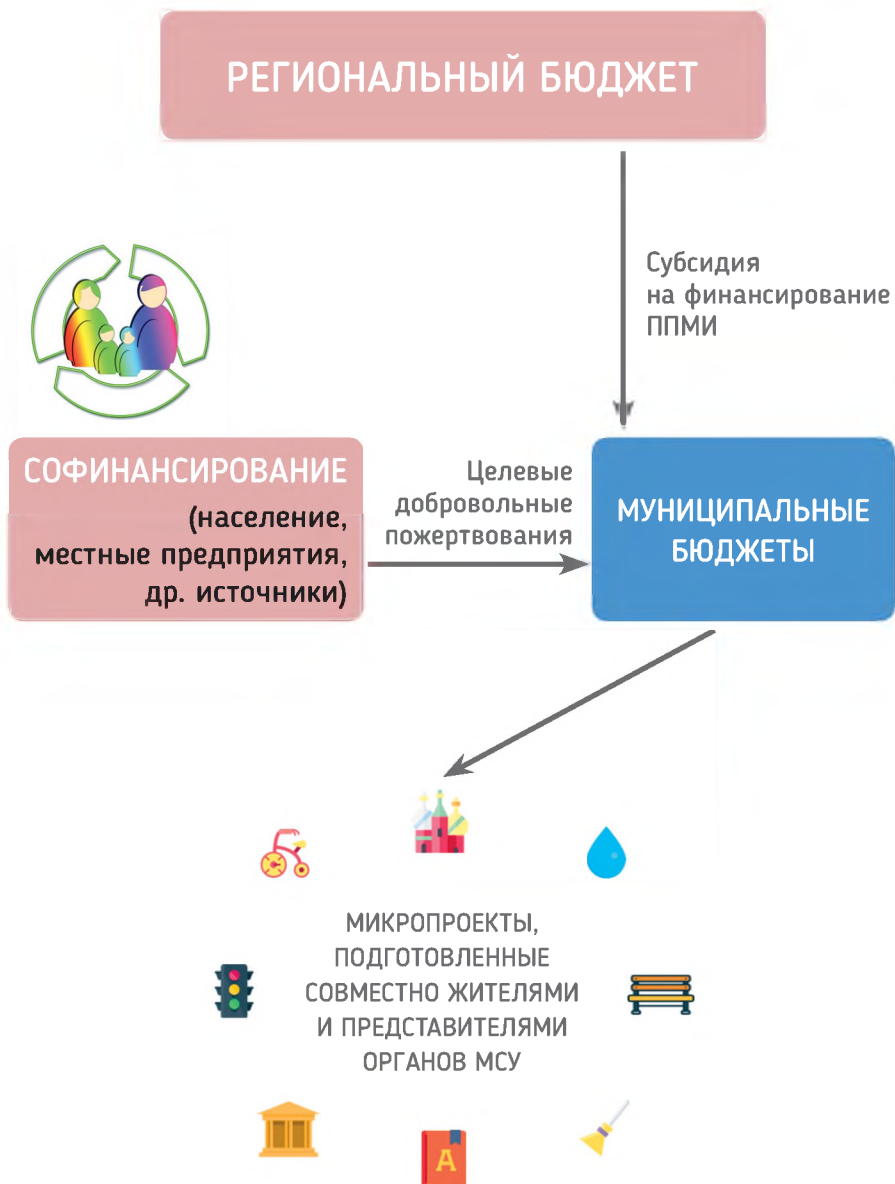 РЕГИОНАЛЬНЫЙ БЮДЖЕТ
Субсидия
на финансирование
ППМИ
СОФИНАНСИРОВАНИЕ
(население,
местные предприятия,
др. источники)
Целевые
добровольные
пожертвования
МУНИЦИПАЛЬНЫЕ
БЮДЖЕТЫ
МИКРОПРОЕКТЫ,
ПОДГОТОВЛЕННЫЕ
СОВМЕСТНО ЖИТЕЛЯМИ
И ПРЕДСТАВИТЕЛЯМИ
ОРГАНОВ МСУ
А